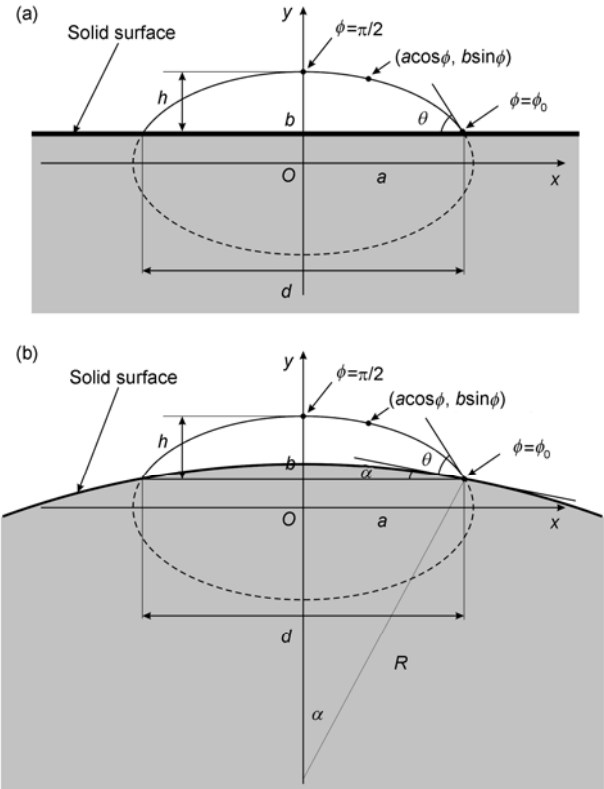 (a)
y
Solid surface
ϕ=π/2
(acosϕ, bsinϕ)
h
b
θ
ϕ=ϕ₀
O
a
x
d
(b)
y
Solid surface
ϕ=π/2
(acosϕ, bsinϕ)
h
b
α
θ
ϕ=ϕ₀
O
a
x
d
R
α